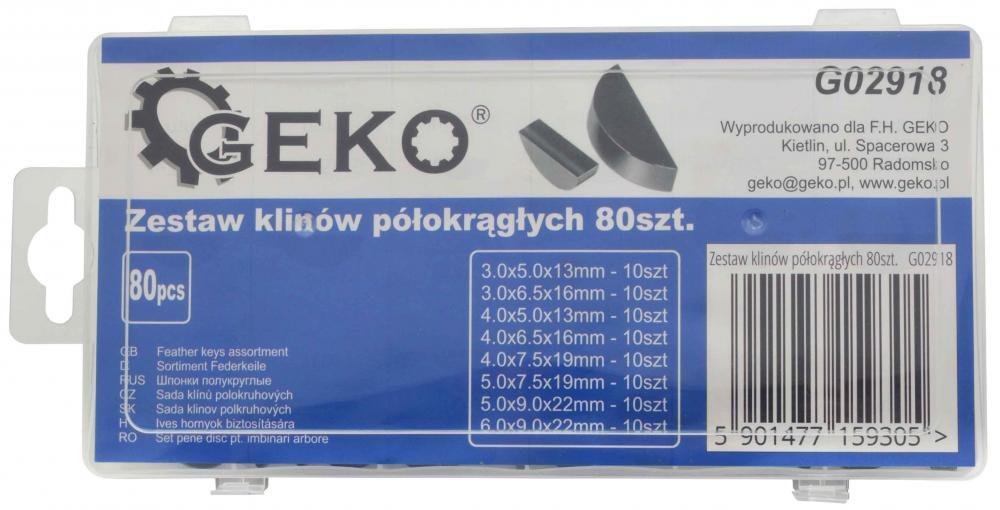 GEKO®
G02918
Wyprodukowano dla F.H. GEKO
Kietlin, ul. Spacerowa 3
97-500 Radomsko
geko@geko.pl, www.geko.pl
Zestaw klinów półokrągłych 80szt.
80pcs
3.0x5.0x13mm - 10szt
3.0x6.5x16mm - 10szt
4.0x5.0x13mm - 10szt
4.0x6.5x16mm - 10szt
4.0x7.5x19mm - 10szt
5.0x7.5x19mm - 10szt
5.0x9.0x22mm - 10szt
6.0x9.0x22mm - 10szt
GB Feather keys assortment
D Sortiment Federkeile
RUS Шпонки полукруглые
CZ Sada klínů polokruhových
SK Sada klinov polkruhových
H Íves hornyok biztosítására
RO Set pene disc pt. imbinari arbore
Zestaw klinów półokrągłych 80szt. G02918
5 901477 159305 >